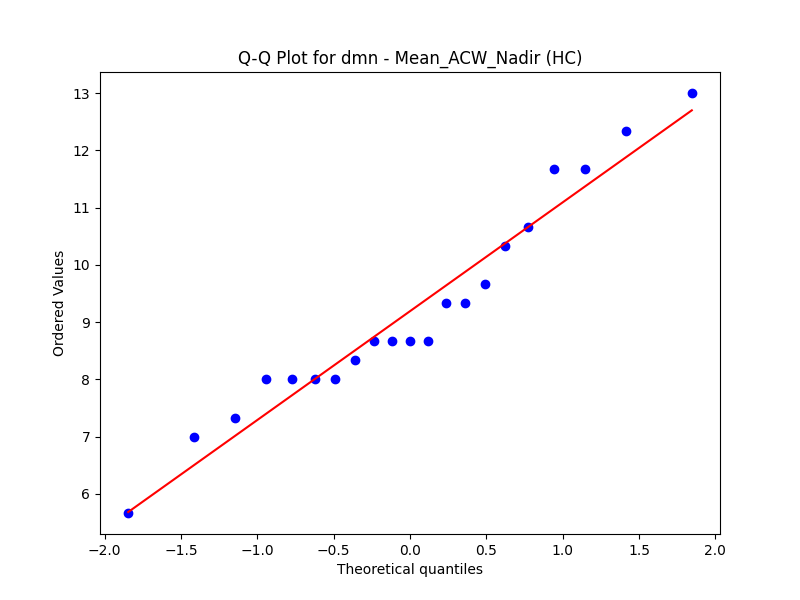 Q-Q Plot for dmn - Mean_ACW_Nadir (HC)
13
12
11
10
9
8
7
6
Ordered Values
−2.0 −1.5 −1.0 −0.5 0.0 0.5 1.0 1.5 2.0
Theoretical quantiles